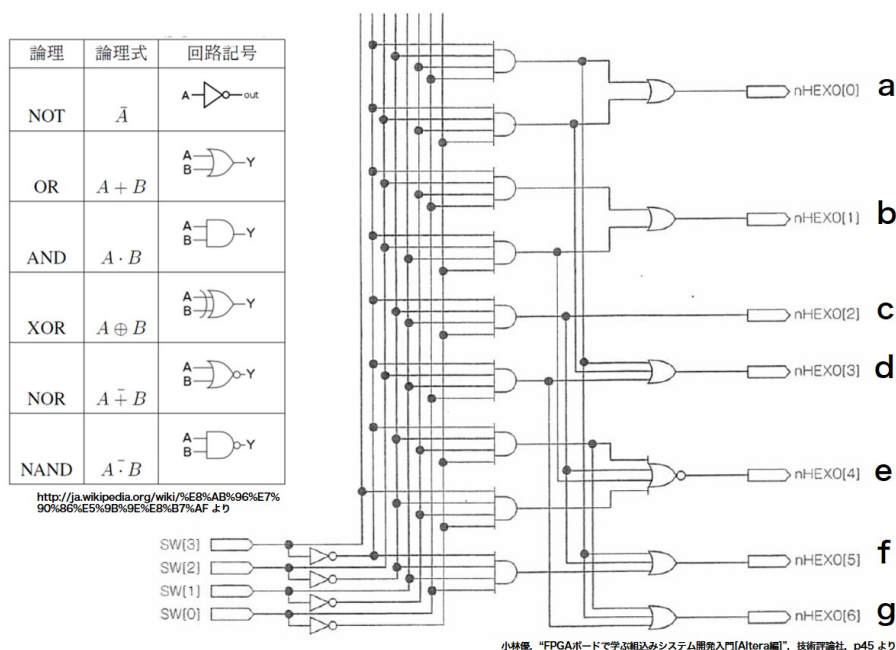 論理 論理式 回路記号
NOT Ā A out
OR A + B A B Y
AND A · B A B Y
XOR A ⊕ B A B Y
NOR A +̄ B A B Y
NAND A ·̄ B A B Y
http://ja.wikipedia.org/wiki/%E8%AB%96%E7%
90%86%E5%9B%9E%E8%B7%AF より
nHEX0[0] a
nHEX0[1] b
nHEX0[2] c
nHEX0[3] d
nHEX0[4] e
nHEX0[5] f
nHEX0[6] g
SW[3]
SW[2]
SW[1]
SW[0]
小林優, “FPGAボードで学ぶ組込みシステム開発入門[Altera編]”, 技術評論社, p45 より